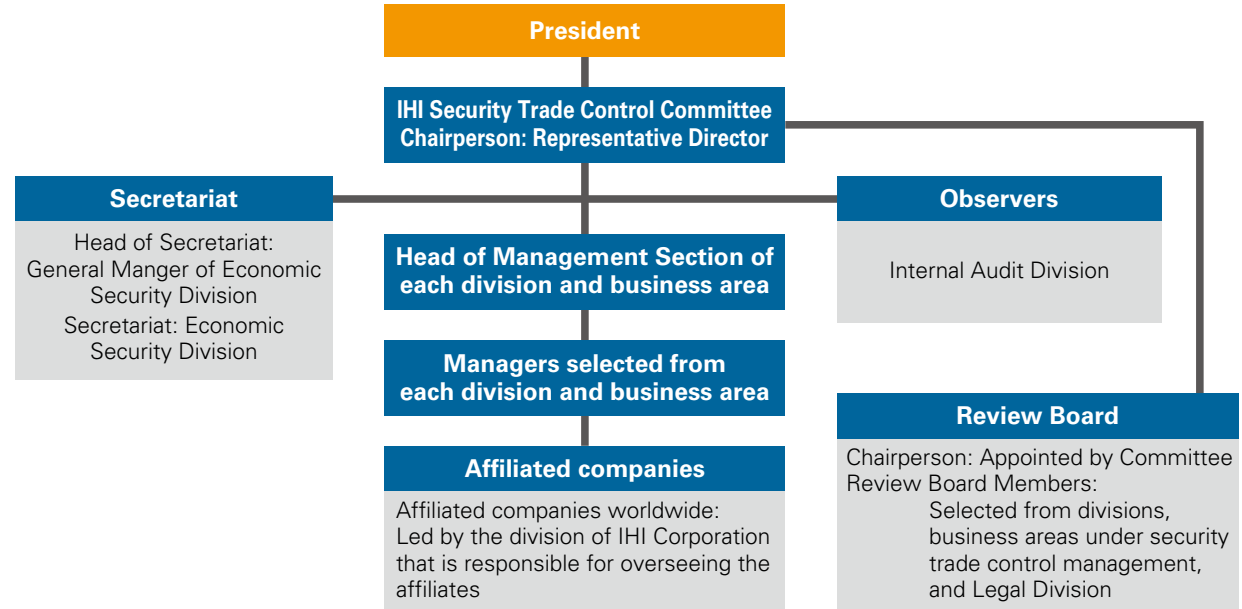 President
IHI Security Trade Control Committee
Chairperson: Representative Director
Secretariat
Head of Secretariat:
General Manger of Economic
Security Division
Secretariat: Economic
Security Division
Observers
Internal Audit Division
Head of Management Section of
each division and business area
Managers selected from
each division and business area
Affiliated companies
Affiliated companies worldwide:
Led by the division of IHI Corporation
that is responsible for overseeing the
affiliates
Review Board
Chairperson: Appointed by Committee
Review Board Members:
Selected from divisions,
business areas under security
trade control management,
and Legal Division